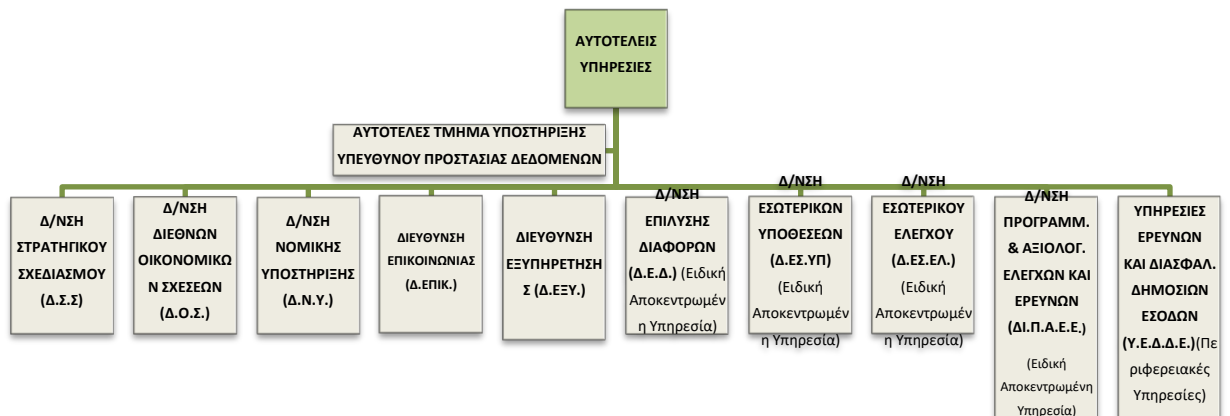 ΑΥΤΟΤΕΛΕΙΣ
ΥΠΗΡΕΣΙΕΣ
ΑΥΤΟΤΕΛΕΣ ΤΜΗΜΑ ΥΠΟΣΤΗΡΙΞΗΣ
ΥΠΕΥΘΥΝΟΥ ΠΡΟΣΤΑΣΙΑΣ ΔΕΔΟΜΕΝΩΝ
Δ/ΝΣΗ
ΣΤΡΑΤΗΓΙΚΟΥ
ΣΧΕΔΙΑΣΜΟΥ
(Δ.Σ.Σ)
Δ/ΝΣΗ
ΔΙΕΘΝΩΝ
ΟΙΚΟΝΟΜΙΚΩ
Ν ΣΧΕΣΕΩΝ
(Δ.Ο.Σ.)
Δ/ΝΣΗ
ΝΟΜΙΚΗΣ
ΥΠΟΣΤΗΡΙΞΗΣ
(Δ.Ν.Υ.)
ΔΙΕΥΘΥΝΣΗ
ΕΠΙΚΟΙΝΩΝΙΑΣ
(Δ.ΕΠΙΚ.)
ΔΙΕΥΘΥΝΣΗ
ΕΞΥΠΗΡΕΤΗΣΗ
Σ (Δ.ΕΞΥ.)
Δ/ΝΣΗ
ΕΠΙΛΥΣΗΣ
ΔΙΑΦΟΡΩΝ
(Δ.Ε.Δ.) (Ειδική
Αποκεντρωμέν
η Υπηρεσία)
Δ/ΝΣΗ
ΕΣΩΤΕΡΙΚΩΝ
ΥΠΟΘΕΣΕΩΝ
(Δ.ΕΣ.ΥΠ)
(Ειδική
Αποκεντρωμέν
η Υπηρεσία)
Δ/ΝΣΗ
ΕΣΩΤΕΡΙΚΟΥ
ΕΛΕΓΧΟΥ
(Δ.ΕΣ.ΕΛ.)
(Ειδική
Αποκεντρωμέν
η Υπηρεσία)
Δ/ΝΣΗ
ΠΡΟΓΡΑΜΜ.
& ΑΞΙΟΛΟΓ.
ΕΛΕΓΧΩΝ ΚΑΙ
ΕΡΕΥΝΩΝ
(ΔΙ.Π.Α.Ε.Ε.)
(Ειδική
Αποκεντρωμένη
Υπηρεσία)
ΥΠΗΡΕΣΙΕΣ
ΕΡΕΥΝΩΝ
ΚΑΙ ΔΙΑΣΦΑΛ.
ΔΗΜΟΣΙΩΝ
ΕΣΟΔΩΝ
(Υ.Ε.Δ.Δ.Ε.)(Πε
ριφερειακές
Υπηρεσίες)